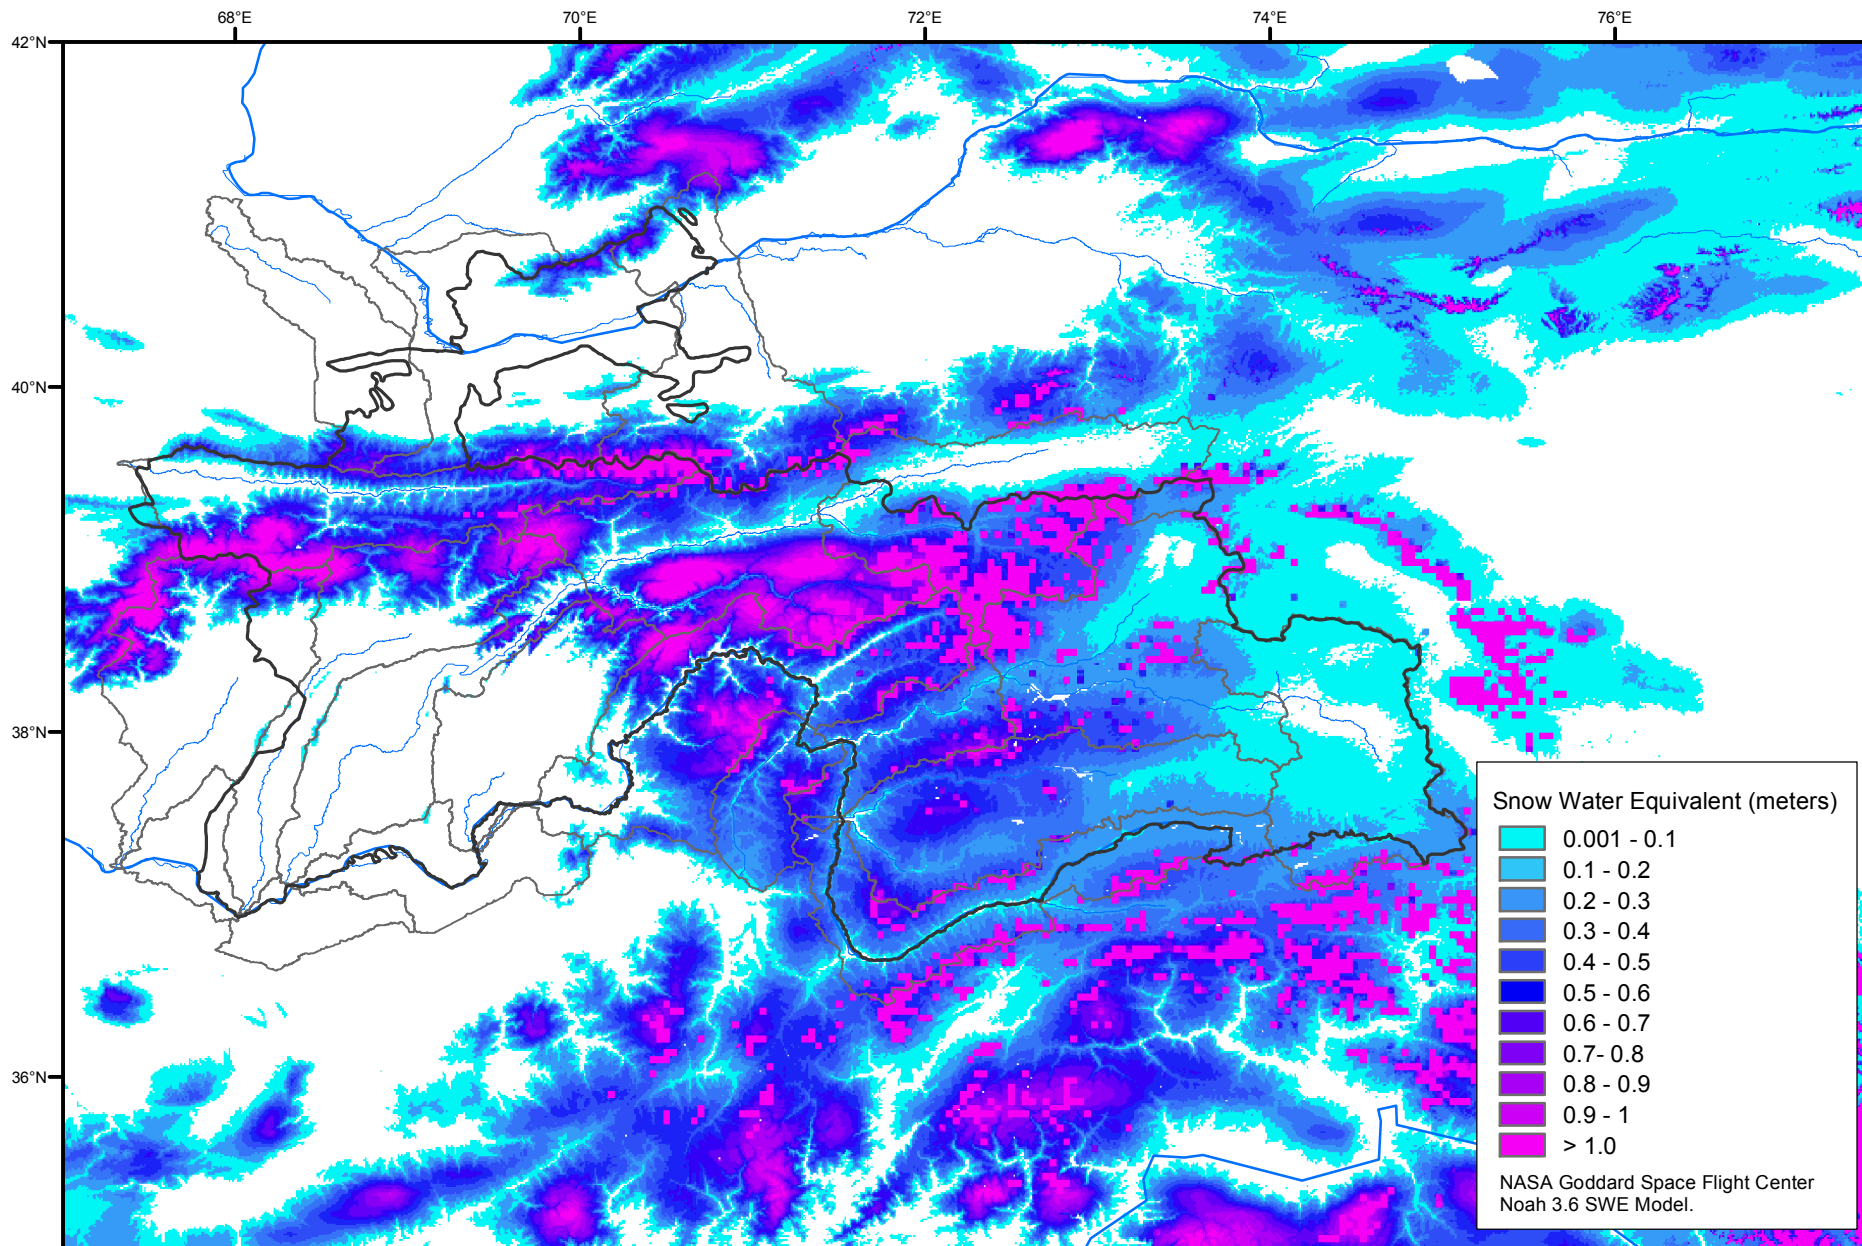 68°E 70°E 72°E 74°E 76°E
42°N
40°N
38°N
36°N
Snow Water Equivalent (meters)
0.001 - 0.1
0.1 - 0.2
0.2 - 0.3
0.3 - 0.4
0.4 - 0.5
0.5 - 0.6
0.6 - 0.7
0.7- 0.8
0.8 - 0.9
0.9 - 1
> 1.0
NASA Goddard Space Flight Center
Noah 3.6 SWE Model.